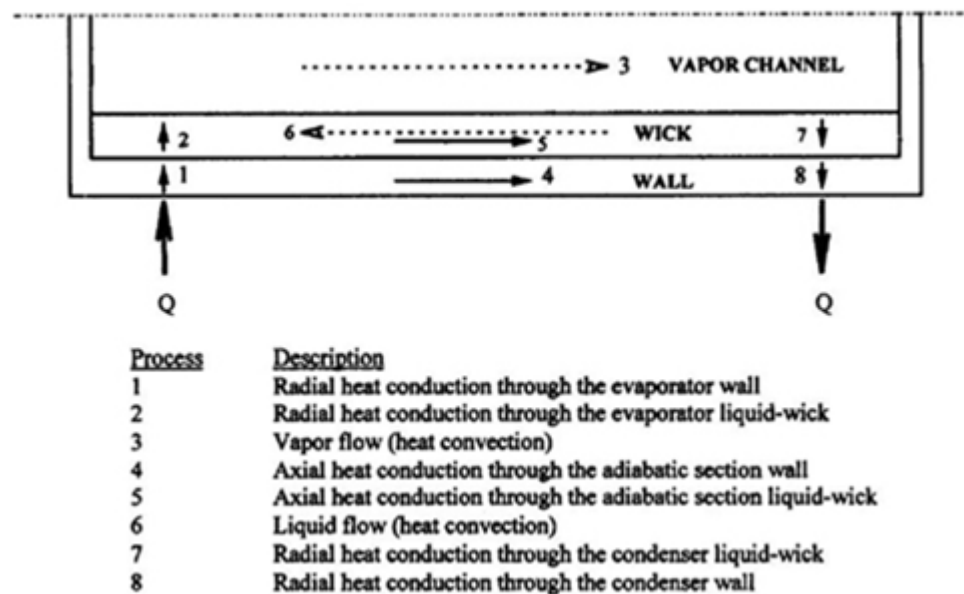 3 VAPOR CHANNEL
2 6 5 WICK 7
1 4 WALL 8
Q Q
Process Description
1 Radial heat conduction through the evaporator wall
2 Radial heat conduction through the evaporator liquid-wick
3 Vapor flow (heat convection)
4 Axial heat conduction through the adiabatic section wall
5 Axial heat conduction through the adiabatic section liquid-wick
6 Liquid flow (heat convection)
7 Radial heat conduction through the condenser liquid-wick
8 Radial heat conduction through the condenser wall